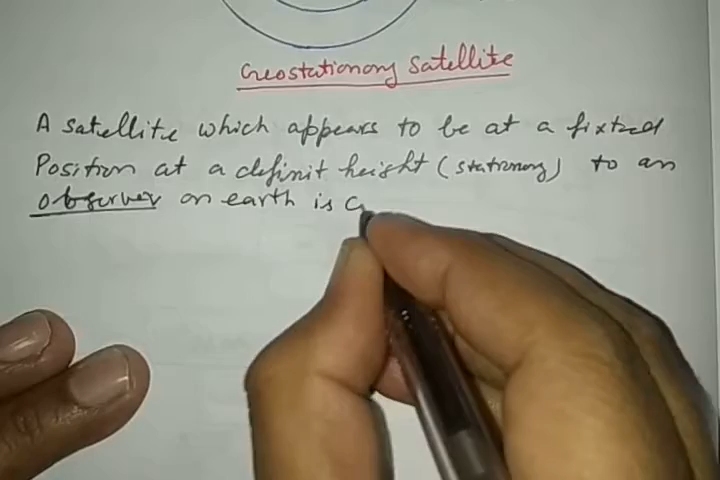 Geostationary Satellite
A satellite which appears to be at a fixted
Position at a definit height (stationary) to an
observer on earth is c